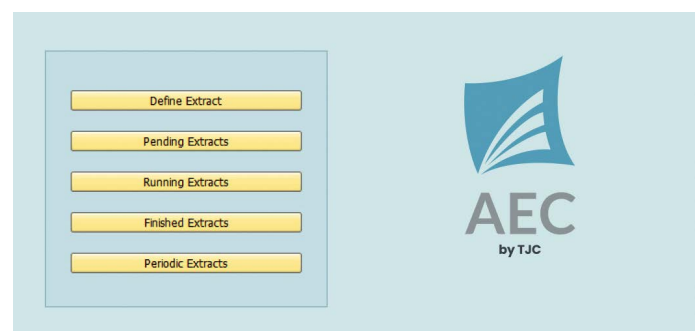 Define Extract
Pending Extracts
Running Extracts
Finished Extracts
Periodic Extracts
AEC
by TJC